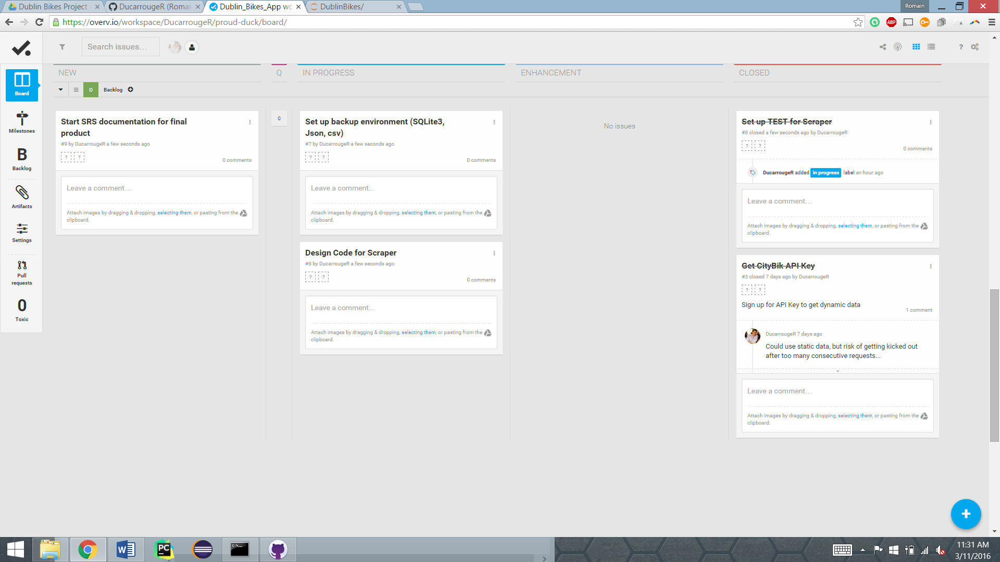 Dublin Bikes Project -
DucarrougeR (Romai
Dublin_Bikes_App wo
DublinBikes/
Romain
https://overv.io/workspace/DucarrougeR/proud-duck/board/
ABP
Search issues...
?
NEW
Q
IN PROGRESS
ENHANCEMENT
CLOSED
D
Backlog
Board
Milestones
B
Backlog
Artifacts
Settings
Pull
requests
0
Toxic
Start SRS documentation for final
product
#9 by DucarrougeR a few seconds ago
? ?
0 comments
Leave a comment...
Attach images by dragging & dropping, selecting them, or pasting from the
clipboard.
0
Set up backup environment (SQLite3,
Json, csv)
#7 by DucarrougeR a few seconds ago
? ?
0 comments
Leave a comment...
Attach images by dragging & dropping, selecting them, or pasting from the
clipboard.
Design Code for Scraper
#6 by DucarrougeR a few seconds ago
? ?
0 comments
Leave a comment...
Attach images by dragging & dropping, selecting them, or pasting from the
clipboard.
No issues
Set up TEST for Scraper
#8 closed a few seconds ago by DucarrougeR
? ?
0 comments
DucarrougeR added in progress label an hour ago
Leave a comment...
Attach images by dragging & dropping, selecting them, or pasting from the
clipboard.
Get CityBik API Key
#3 closed 7 days ago by DucarrougeR
? ?
Sign up for API Key to get dynamic data
1 comment
DucarrougeR 7 days ago
Could use static data, but risk of getting kicked out
after too many consecutive requests...
Leave a comment...
Attach images by dragging & dropping, selecting them, or pasting from the
clipboard.
W
PC
11:31 AM
3/11/2016